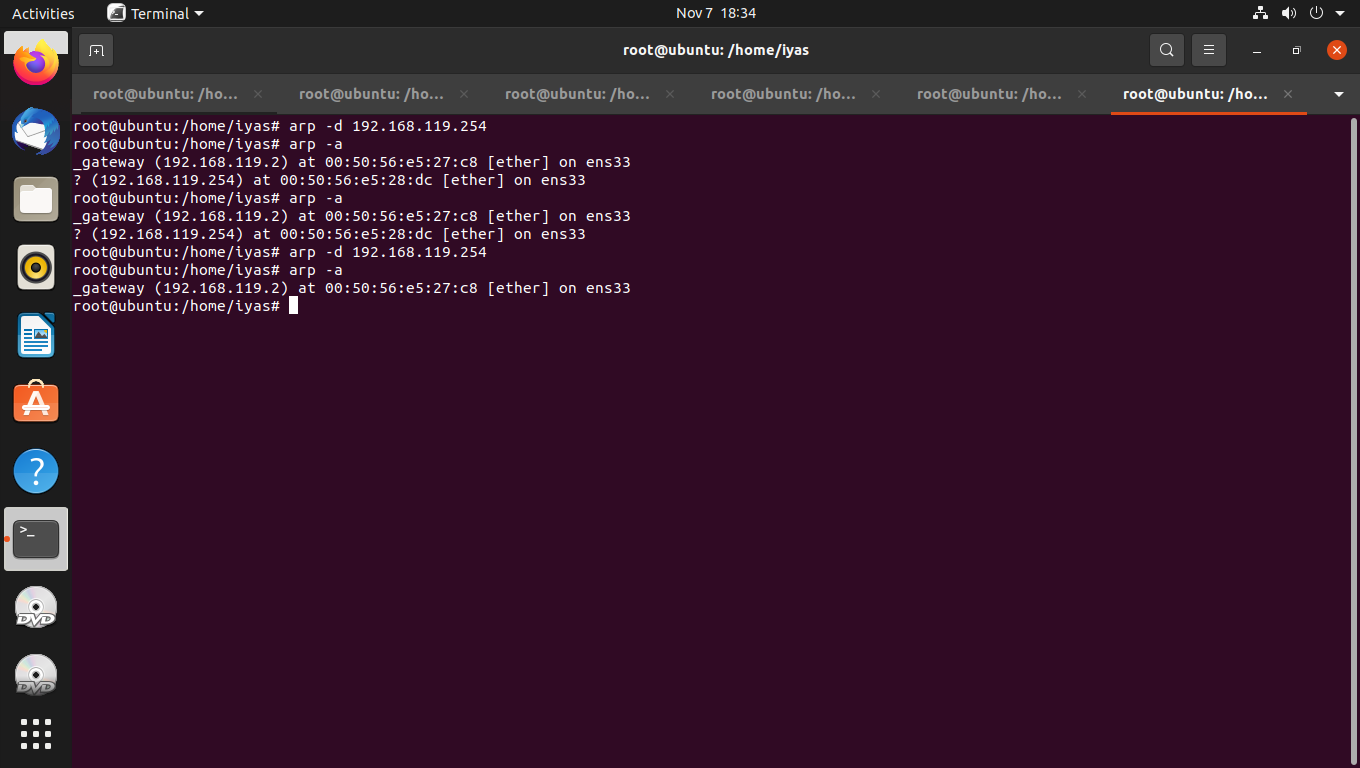 Activities Terminal Nov 7 18:34
root@ubuntu: /home/iyas
root@ubuntu: /ho... root@ubuntu: /ho... root@ubuntu: /ho... root@ubuntu: /ho... root@ubuntu: /ho... root@ubuntu: /ho...
root@ubuntu:/home/iyas# arp -d 192.168.119.254
root@ubuntu:/home/iyas# arp -a
_gateway (192.168.119.2) at 00:50:56:e5:27:c8 [ether] on ens33
? (192.168.119.254) at 00:50:56:e5:28:dc [ether] on ens33
root@ubuntu:/home/iyas# arp -a
_gateway (192.168.119.2) at 00:50:56:e5:27:c8 [ether] on ens33
? (192.168.119.254) at 00:50:56:e5:28:dc [ether] on ens33
root@ubuntu:/home/iyas# arp -d 192.168.119.254
root@ubuntu:/home/iyas# arp -a
_gateway (192.168.119.2) at 00:50:56:e5:27:c8 [ether] on ens33
root@ubuntu:/home/iyas#
?
>_
DVD
DVD